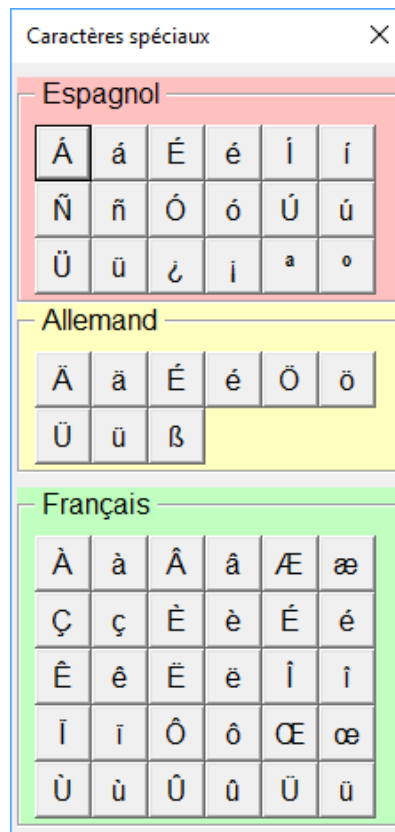 Caractères spéciaux
Espagnol
Á á É é Í í
Ñ ñ Ó ó Ú ú
Ü ü ¿ ¡ ª º
Allemand
Ä ä É é Ö ö
Ü ü ß
Français
À à Â â Æ æ
Ç ç È è É é
Ê ê Ë ë Î î
Ï ï Ô ô Œ œ
Ù ù Û û Ü ü